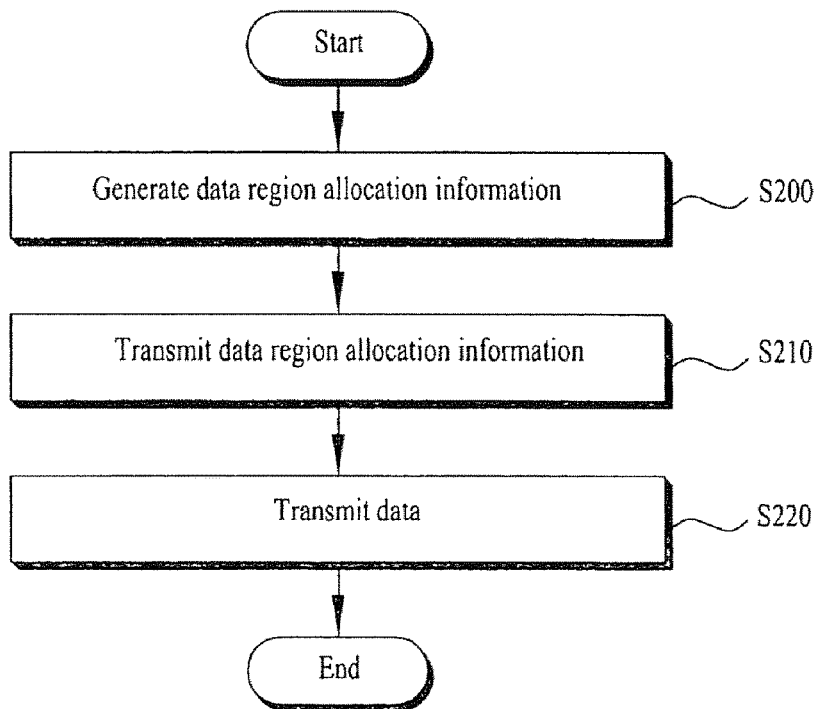 Start
Generate data region allocation information
S200
Transmit data region allocation information
S210
Transmit data
S220
End